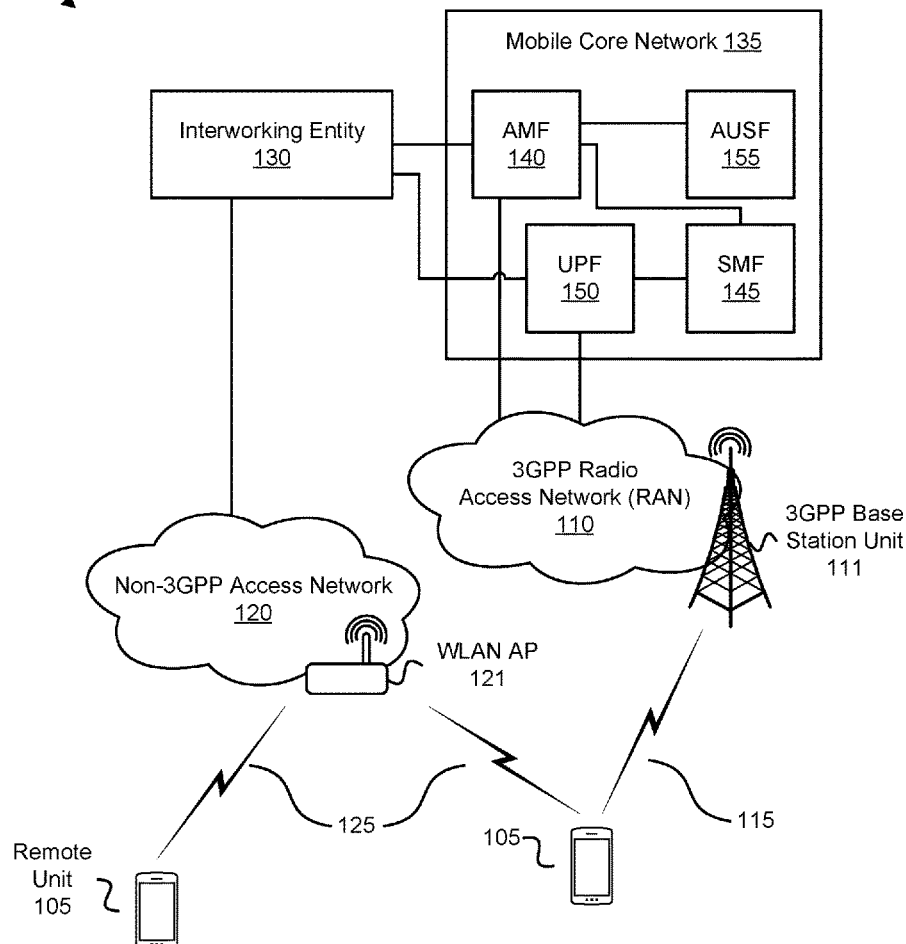 Mobile Core Network 135
Interworking Entity
130
AMF
140
AUSF
155
UPF
150
SMF
145
3GPP Radio
Access Network (RAN)
110
3GPP Base
Station Unit
111
Non-3GPP Access Network
120
WLAN AP
121
125
115
105
Remote
Unit
105